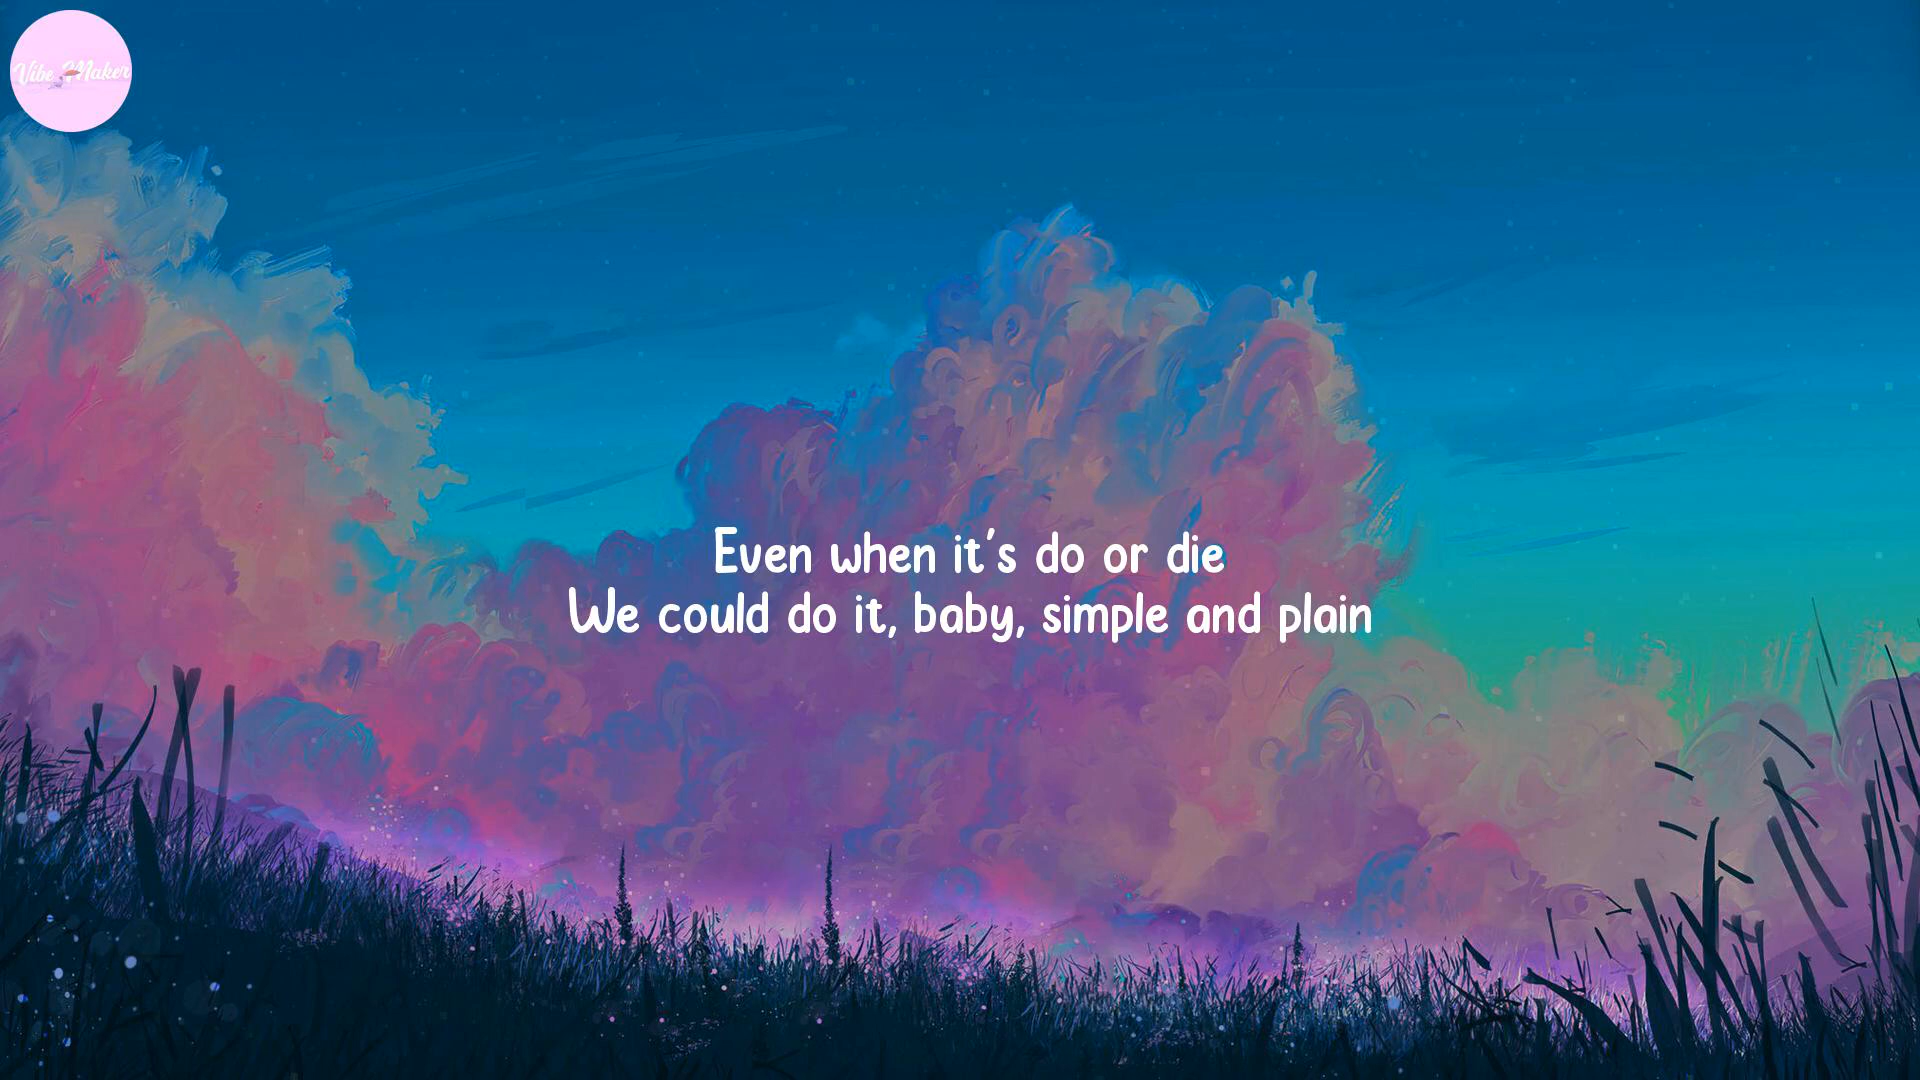 Vibe Maker
Even when it's do or die
We could do it, baby, simple and plain